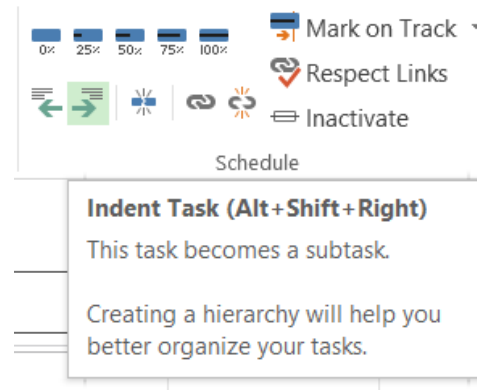 0% 25% 50% 75% 100%
Mark on Track
Respect Links
Inactivate
Schedule
Indent Task (Alt+Shift+Right)
This task becomes a subtask.
Creating a hierarchy will help you
better organize your tasks.